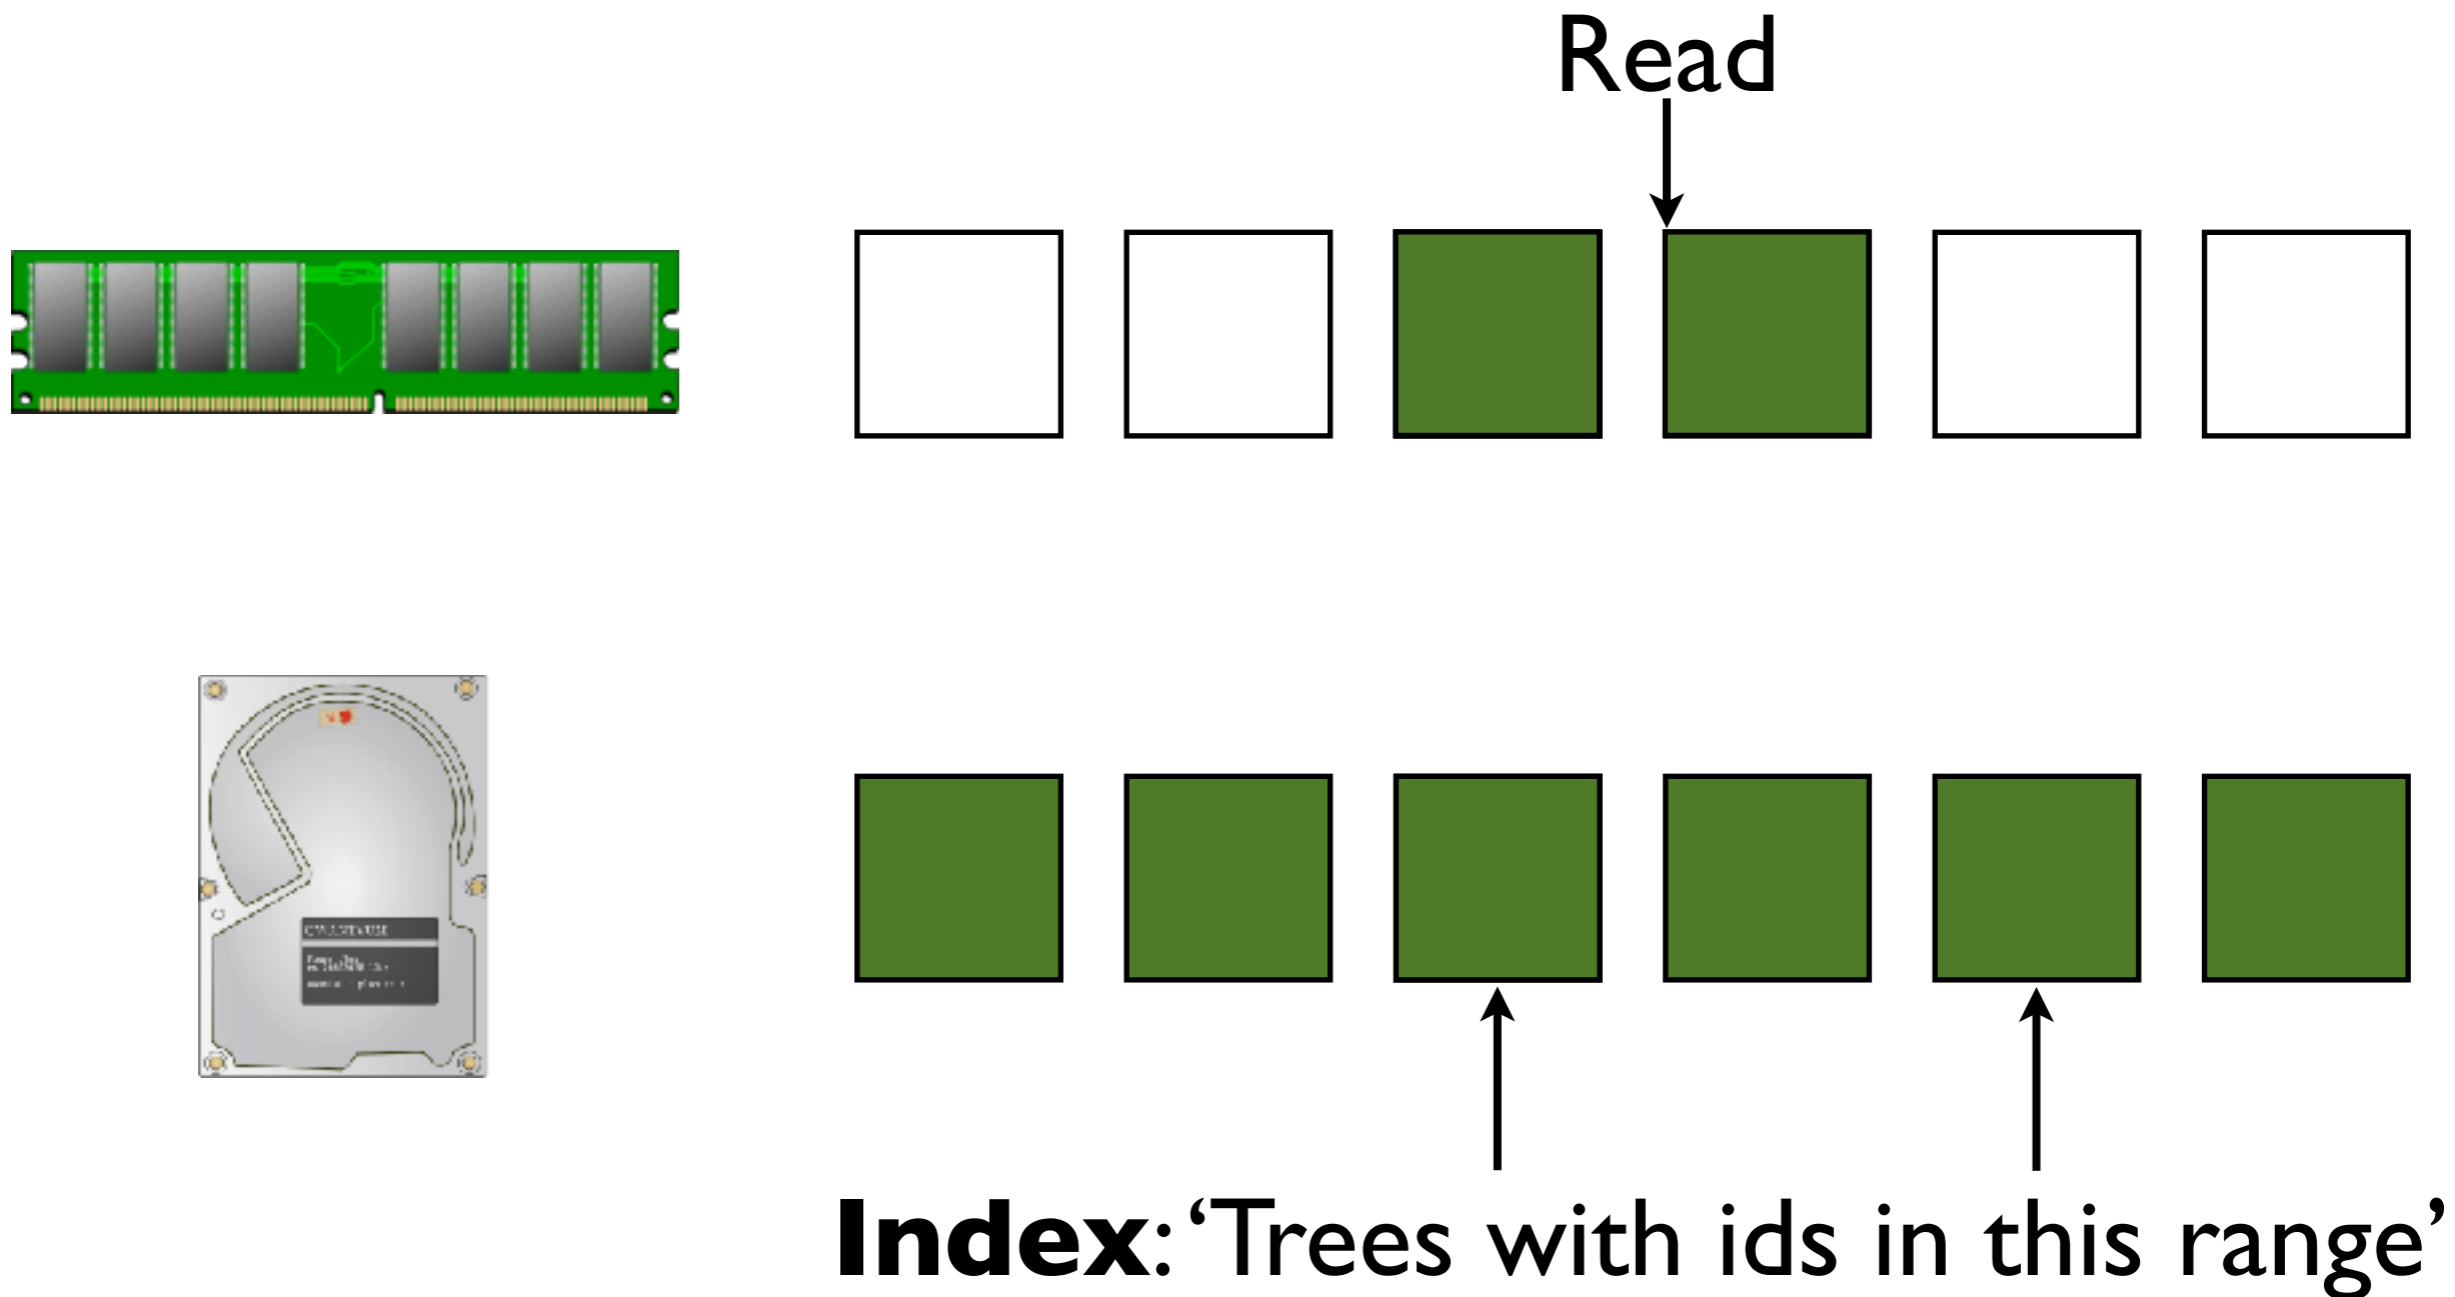 Read
Index: ‘Trees with ids in this range’